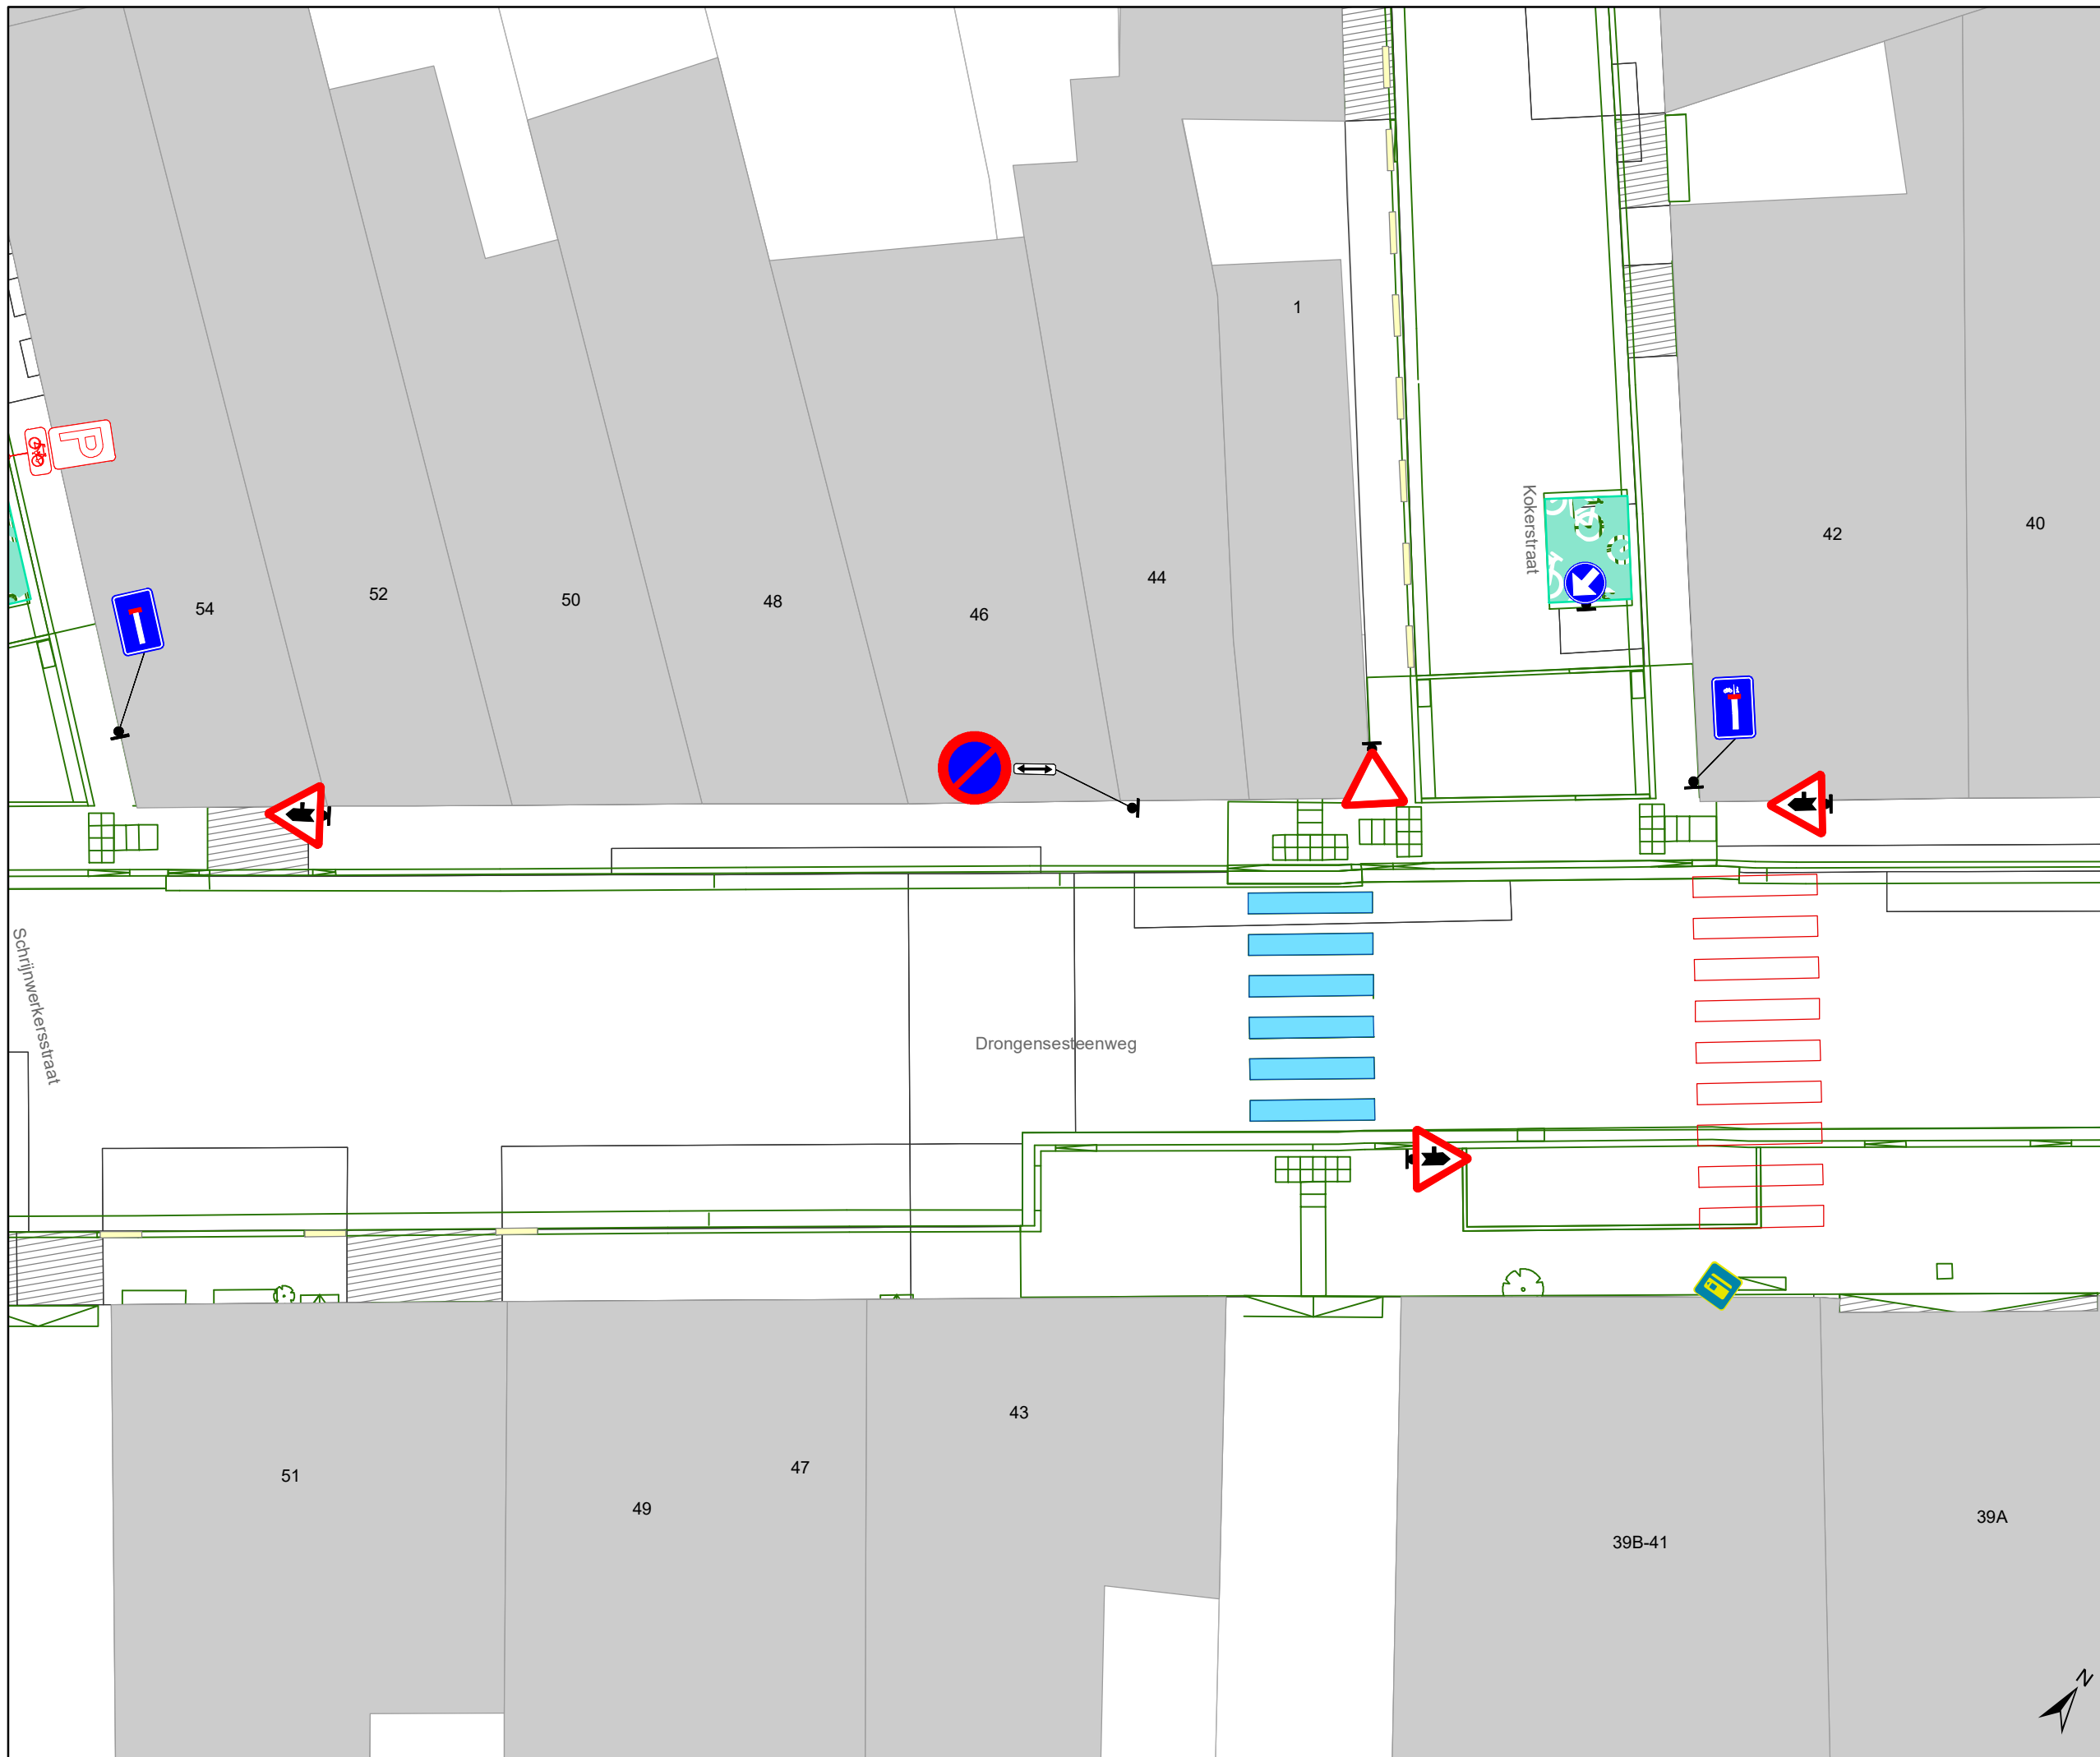 1
Kokerstraat
P
54
52
50
48
46
44
42
40
Schrijnwerkersstraat
Drongensesteenweg
51
49
47
43
39B-41
39A
N